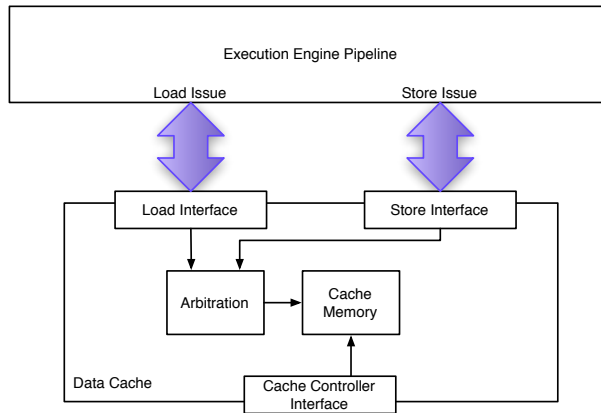 Execution Engine Pipeline
Load Issue
Store Issue
Load Interface
Store Interface
Arbitration
Cache
Memory
Data Cache
Cache Controller
Interface